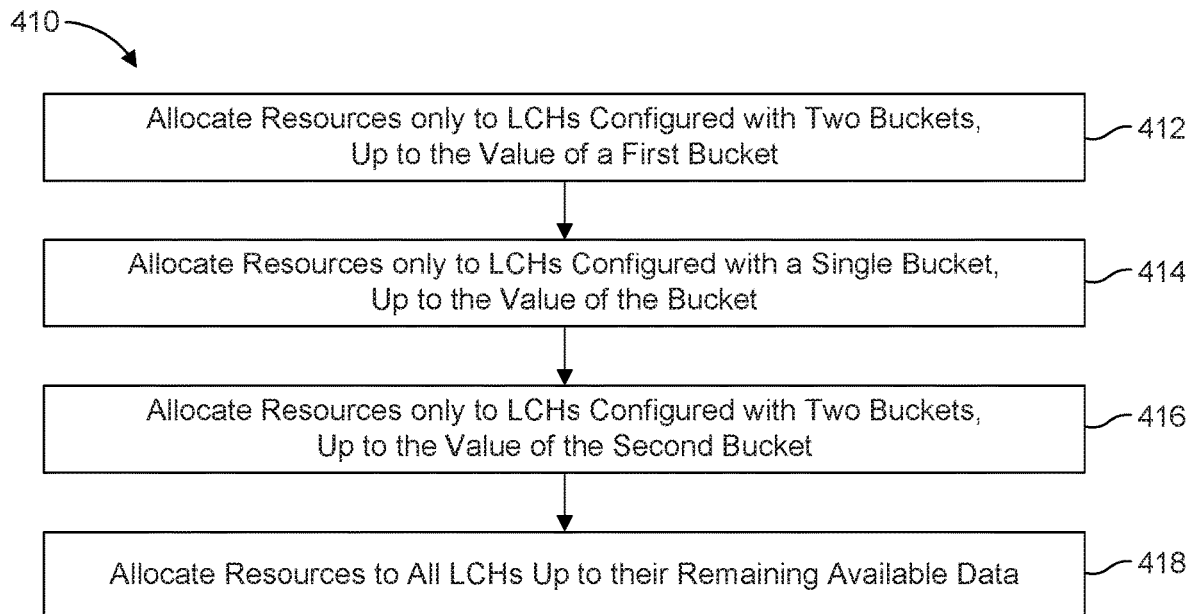 410
Allocate Resources only to LCHs Configured with Two Buckets,
Up to the Value of a First Bucket
412
Allocate Resources only to LCHs Configured with a Single Bucket,
Up to the Value of the Bucket
414
Allocate Resources only to LCHs Configured with Two Buckets,
Up to the Value of the Second Bucket
416
Allocate Resources to All LCHs Up to their Remaining Available Data
418